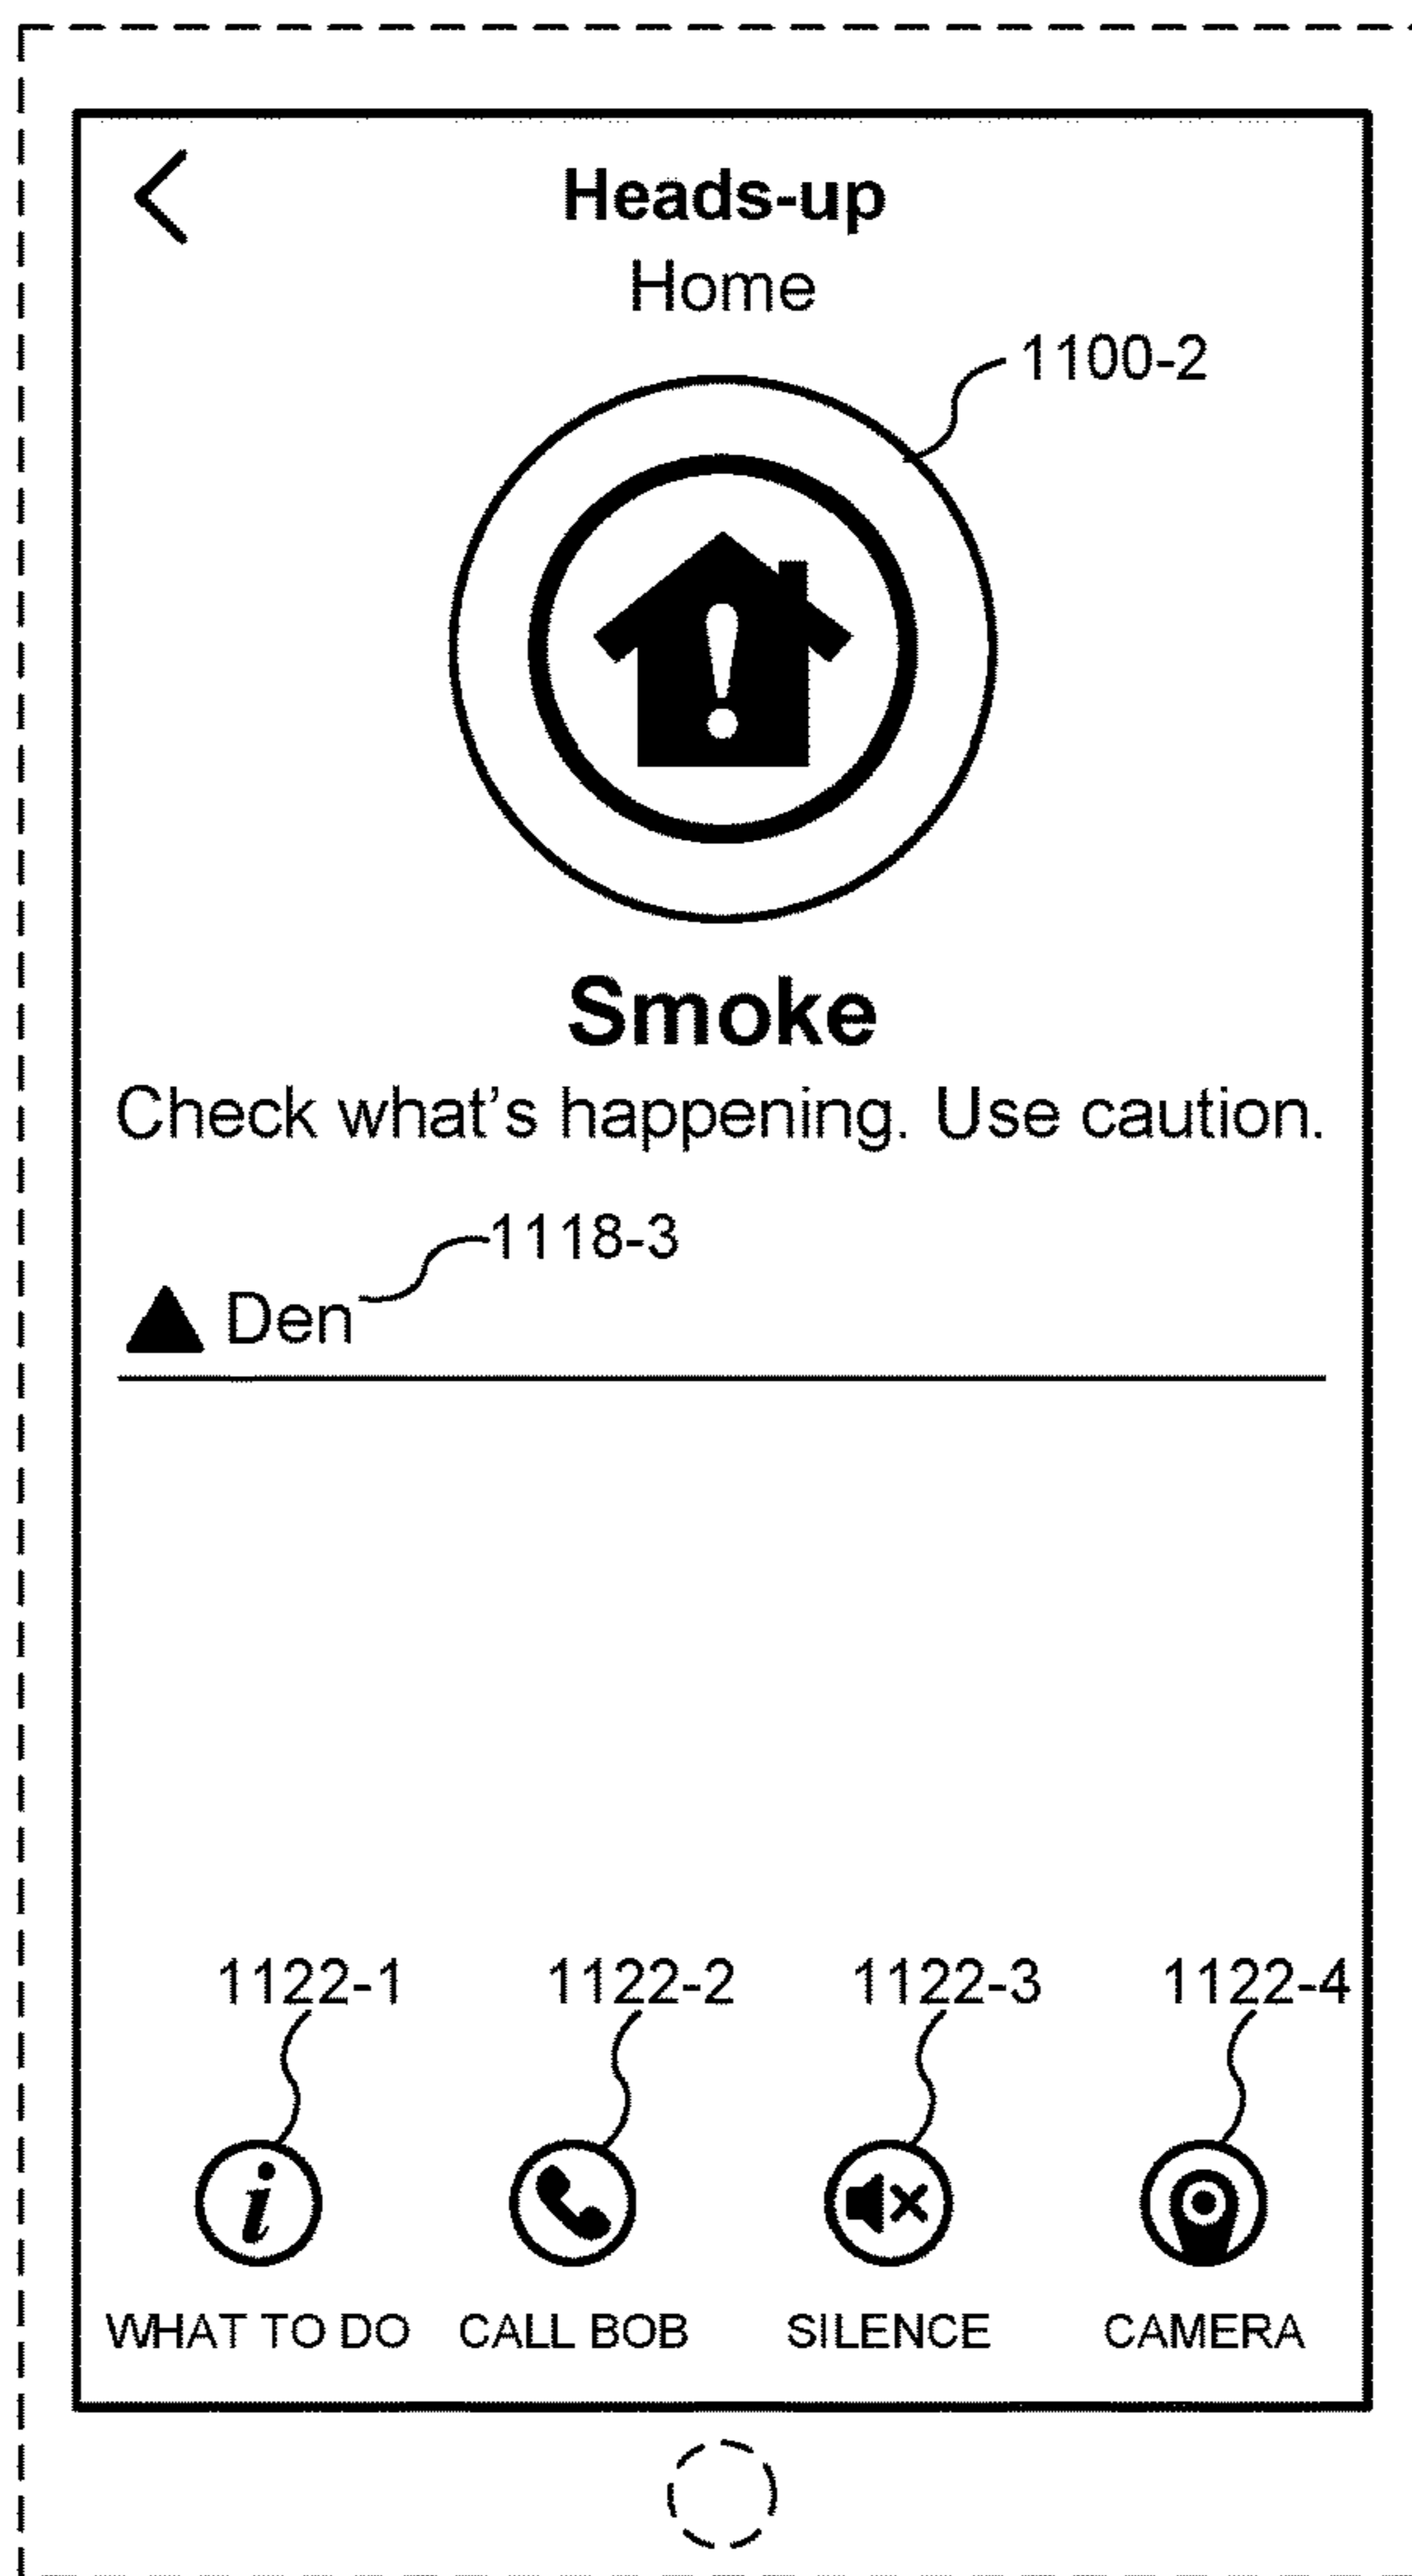 Heads-up
Home
1100-2
Smoke
Check what's happening. Use caution.
1118-3
Den
1122-1 1122-2 1122-3 1122-4
WHAT TO DO CALL BOB SILENCE CAMERA